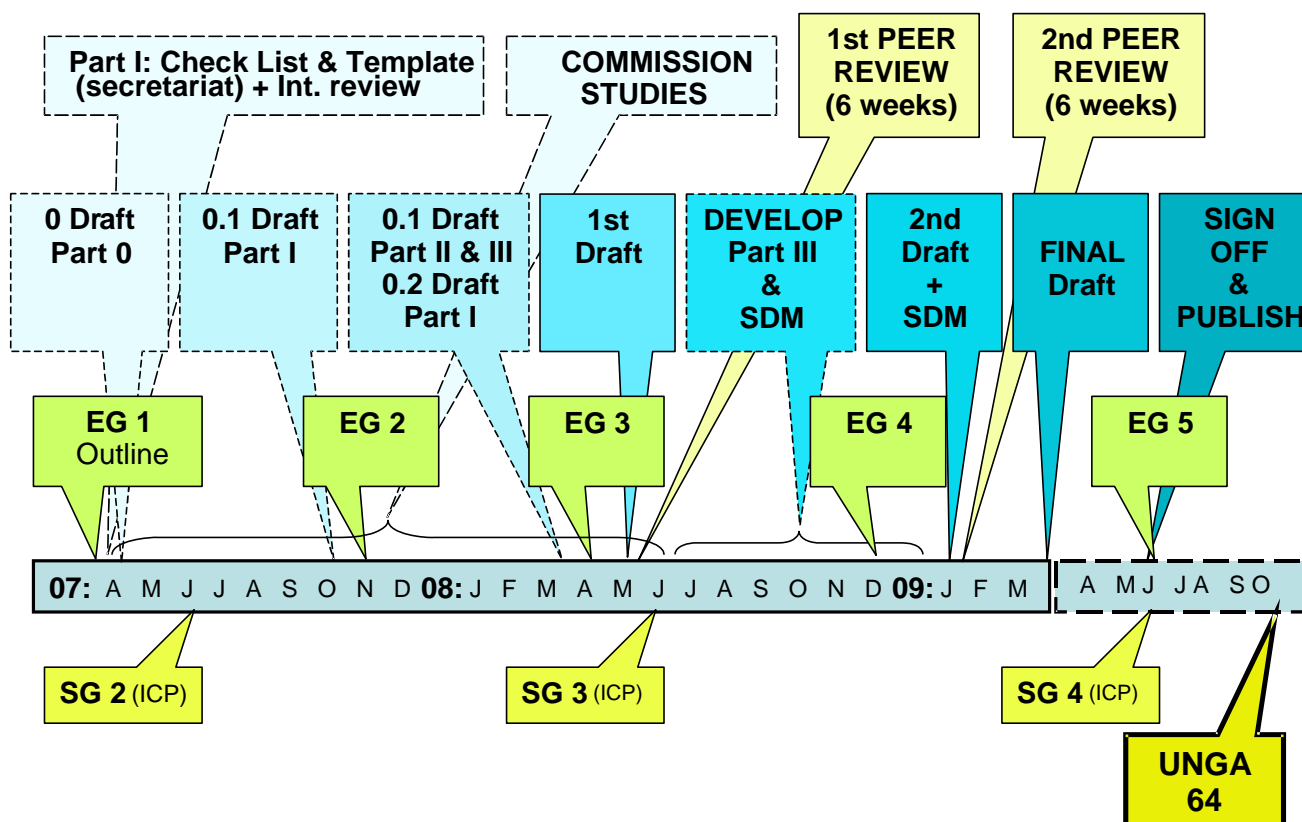 Part I: Check List & Template
(secretariat) + Int. review
COMMISSION
STUDIES
1st PEER
REVIEW
(6 weeks)
2nd PEER
REVIEW
(6 weeks)
0 Draft
Part 0
0.1 Draft
Part I
0.1 Draft
Part II & III
0.2 Draft
Part I
1st
Draft
DEVELOP
Part III
&
SDM
2nd
Draft
+
SDM
FINAL
Draft
SIGN
OFF
&
PUBLISH
EG 1
Outline
EG 2
EG 3
EG 4
EG 5
07: A M J J A S O N D 08: J F M A M J J A S O N D 09: J F M A M J J A S O
SG 2 (ICP)
SG 3 (ICP)
SG 4 (ICP)
UNGA
64